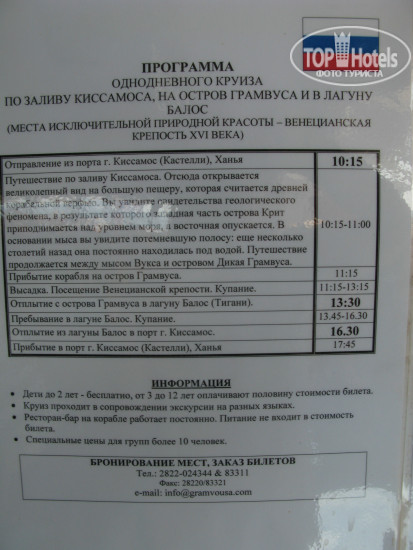 TOP Hotels
ФОТО ТУРИСТА
ПРОГРАММА
ОДНОДНЕВНОГО КРУИЗА
ПО ЗАЛИВУ КИССАМОСА, НА ОСТРОВ ГРАМВУСА И В ЛАГУНУ
БАЛОС
(МЕСТА ИСКЛЮЧИТЕЛЬНОЙ ПРИРОДНОЙ КРАСОТЫ – ВЕНЕЦИАНСКАЯ
КРЕПОСТЬ XVI ВЕКА)
Отправление из порта г. Киссамос (Кастелли), Ханья 10:15
Путешествие по заливу Киссамоса. Отсюда открывается
великолепный вид на большую пещеру, которая считается древней
корабельной верфью. Вы увидите свидетельства геологического
феномена, в результате которого западная часть острова Крит
приподнимается над уровнем моря, а восточная опускается. В
основании мыса вы увидите потемневшую полосу: еще несколько
столетий назад она постоянно находилась под водой. Путешествие
продолжается между мысом Вукса и островом Дикая Грамвуса.
10:15-11:00
Прибытие корабля на остров Грамвуса. 11:15
Высадка. Посещение Венецианской крепости. Купание. 11:15-13:15
Отплытие с острова Грамвуса в лагуну Балос (Тигани). 13:30
Пребывание в лагуне Балос. Купание. 13.45-16.30
Отплытие из лагуны Балос в порт г. Киссамос. 16.30
Прибытие в порт г. Киссамос (Кастелли), Ханья 17:45
ИНФОРМАЦИЯ
• Дети до 2 лет - бесплатно, от 3 до 12 лет оплачивают половину стоимости билета.
• Круиз проходит в сопровождении экскурсии на разных языках.
• Ресторан-бар на корабле работает постоянно. Питание не входит в стоимость
билета.
• Специальные цены для групп более 10 человек.
БРОНИРОВАНИЕ МЕСТ, ЗАКАЗ БИЛЕТОВ
Тел.: 2822-024344 & 83311
Факс: 28220/83321
e-mail: info@gramvousa.com